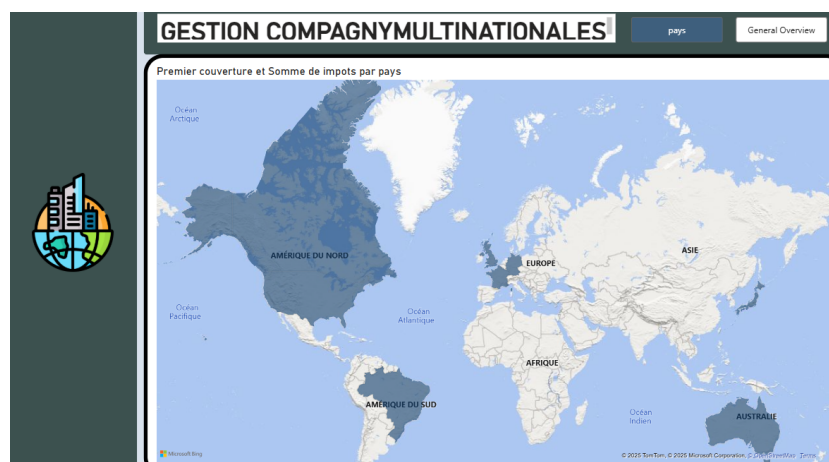 GESTION COMPAGNYMULTINATIONALES
pays
General Overview
Premier couverture et Somme de impots par pays
Océan
Arctique
AMÉRIQUE DU NORD
EUROPE
ASIE
Océan
Pacifique
Océan
Atlantique
AFRIQUE
AMÉRIQUE DU SUD
Océan
Indien
AUSTRALIE
Microsoft Bing
© 2025 TomTom, © 2025 Microsoft Corporation, © OpenStreetMap Terms